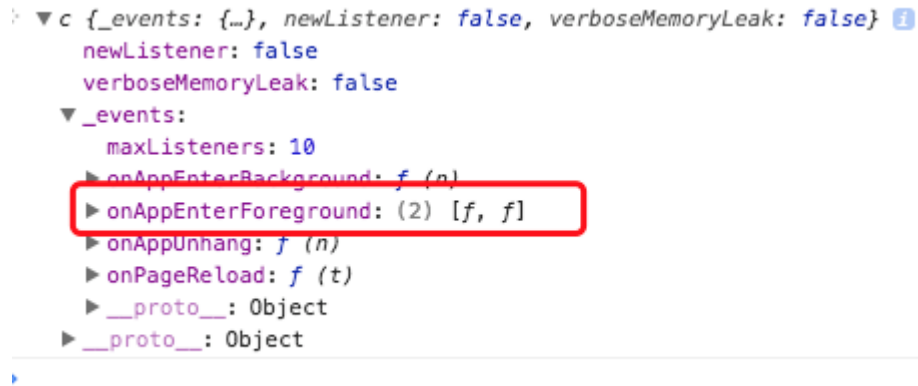 c {_events: {…}, newListener: false, verboseMemoryLeak: false} i
newListener: false
verboseMemoryLeak: false
_events:
maxListeners: 10
onAppEnterBackground: ƒ (n)
onAppEnterForeground: (2) [ƒ, ƒ]
onAppUnhang: ƒ (n)
onPageReload: ƒ (t)
__proto__: Object
__proto__: Object